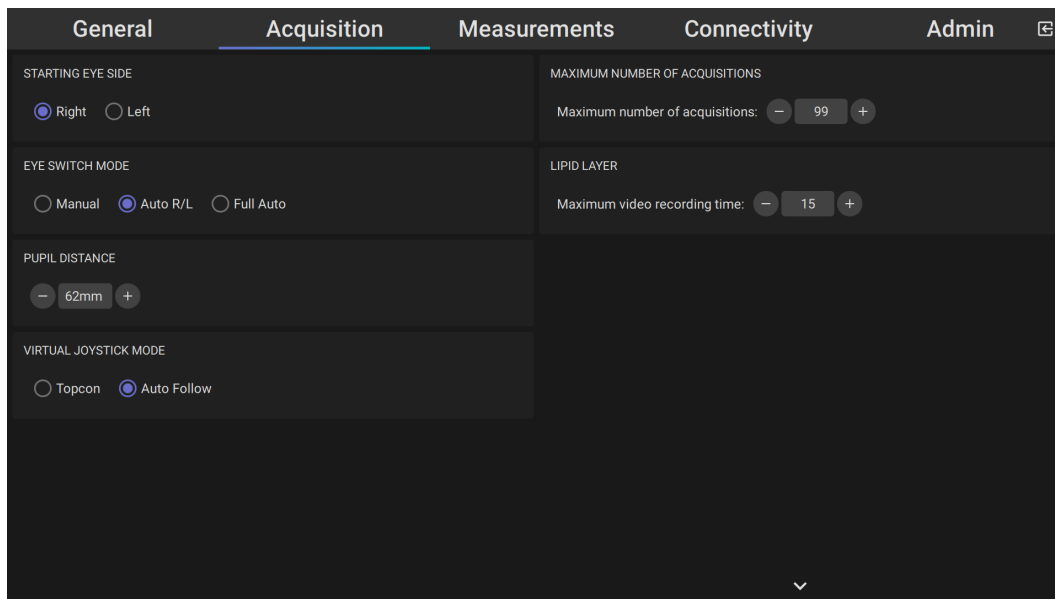 General Acquisition Measurements Connectivity Admin
STARTING EYE SIDE
Right Left
EYE SWITCH MODE
Manual Auto R/L Full Auto
PUPIL DISTANCE
− 62mm +
VIRTUAL JOYSTICK MODE
Topcon Auto Follow
MAXIMUM NUMBER OF ACQUISITIONS
Maximum number of acquisitions: − 99 +
LIPID LAYER
Maximum video recording time: − 15 +